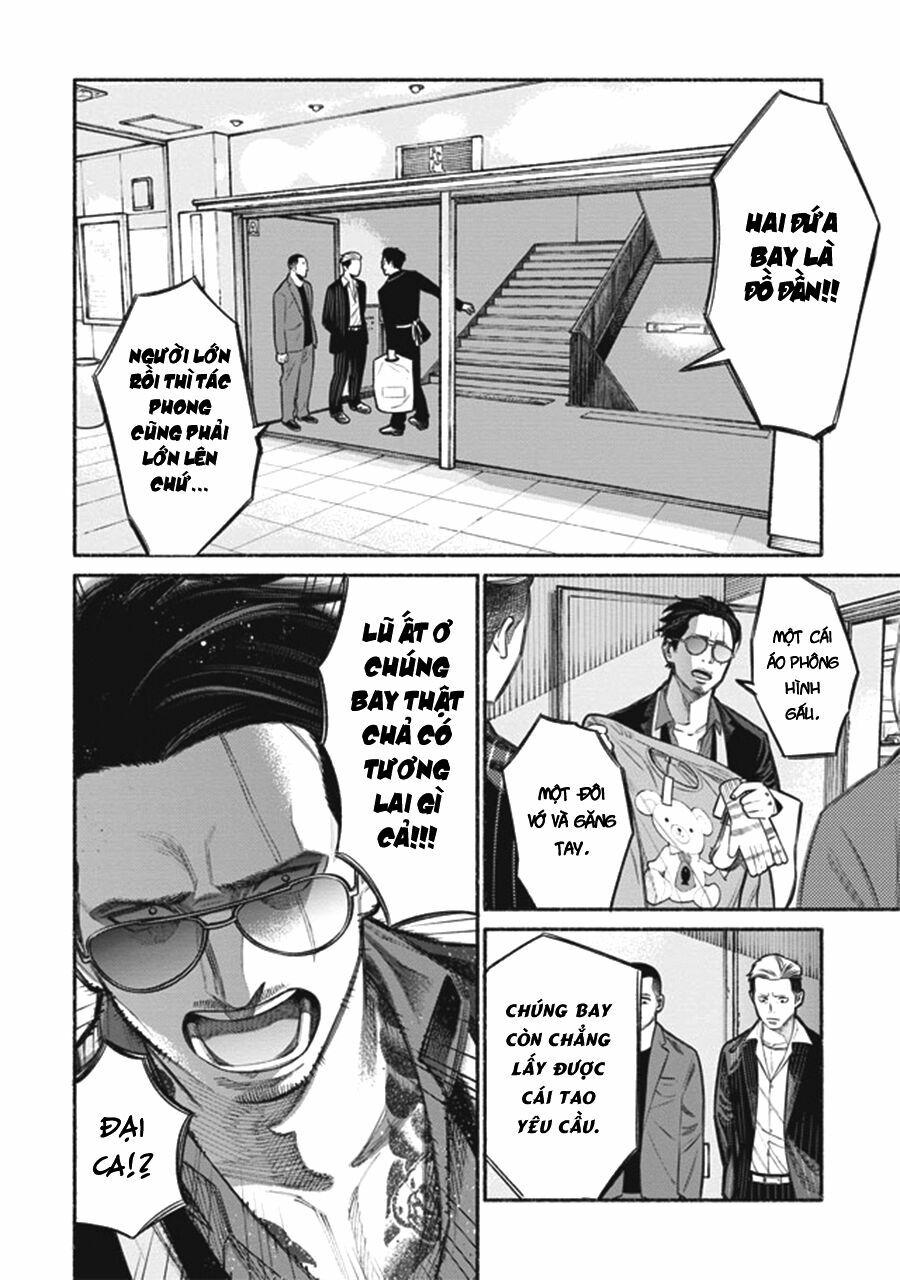 HAI ĐỨA
BAY LÀ
ĐỒ ĐẦN!!
NGƯỜI LỚN
RỒI THÌ TÁC
PHONG
CŨNG PHẢI
LỚN LÊN
CHỨ...
MỘT CÁI
ÁO PHÔNG
HÌNH
GẤU.
MỘT ĐÔI
VỚ VÀ GĂNG
TAY.
CHÚNG BAY
CÒN CHẲNG
LẤY ĐƯỢC
CÁI TAO
YÊU CẦU.
LŨ ẤT Ơ
CHÚNG
BAY THẬT
CHẢ CÓ
TƯƠNG
LAI GÌ
CẢ!!!
ĐẠI
CA!?